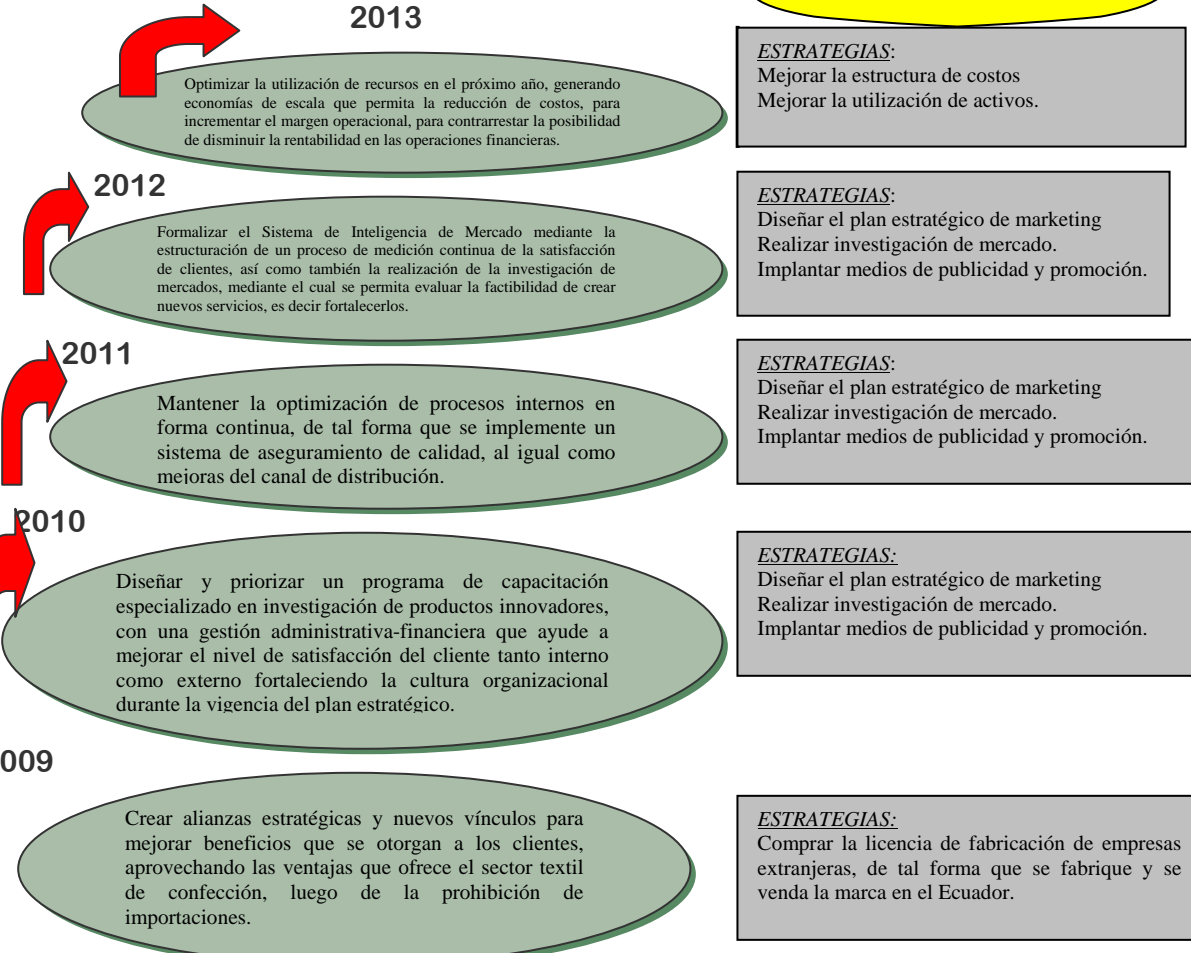 2013
Optimizar la utilización de recursos en el próximo año, generando
economías de escala que permita la reducción de costos, para
incrementar el margen operacional, para contrarrestar la posibilidad
de disminuir la rentabilidad en las operaciones financieras.
ESTRATEGIAS:
Mejorar la estructura de costos
Mejorar la utilización de activos.
2012
Formalizar el Sistema de Inteligencia de Mercado mediante la
estructuración de un proceso de medición continua de la satisfacción
de clientes, así como también la realización de la investigación de
mercados, mediante el cual se permita evaluar la factibilidad de crear
nuevos servicios, es decir fortalecerlos.
ESTRATEGIAS:
Diseñar el plan estratégico de marketing
Realizar investigación de mercado.
Implantar medios de publicidad y promoción.
2011
Mantener la optimización de procesos internos en
forma continua, de tal forma que se implemente un
sistema de aseguramiento de calidad, al igual como
mejoras del canal de distribución.
ESTRATEGIAS:
Diseñar el plan estratégico de marketing
Realizar investigación de mercado.
Implantar medios de publicidad y promoción.
2010
Diseñar y priorizar un programa de capacitación
especializado en investigación de productos innovadores,
con una gestión administrativa-financiera que ayude a
mejorar el nivel de satisfacción del cliente tanto interno
como externo fortaleciendo la cultura organizacional
durante la vigencia del plan estratégico.
ESTRATEGIAS:
Diseñar el plan estratégico de marketing
Realizar investigación de mercado.
Implantar medios de publicidad y promoción.
009
Crear alianzas estratégicas y nuevos vínculos para
mejorar beneficios que se otorgan a los clientes,
aprovechando las ventajas que ofrece el sector textil
de confección, luego de la prohibición de
importaciones.
ESTRATEGIAS:
Comprar la licencia de fabricación de empresas
extranjeras, de tal forma que se fabrique y se
venda la marca en el Ecuador.